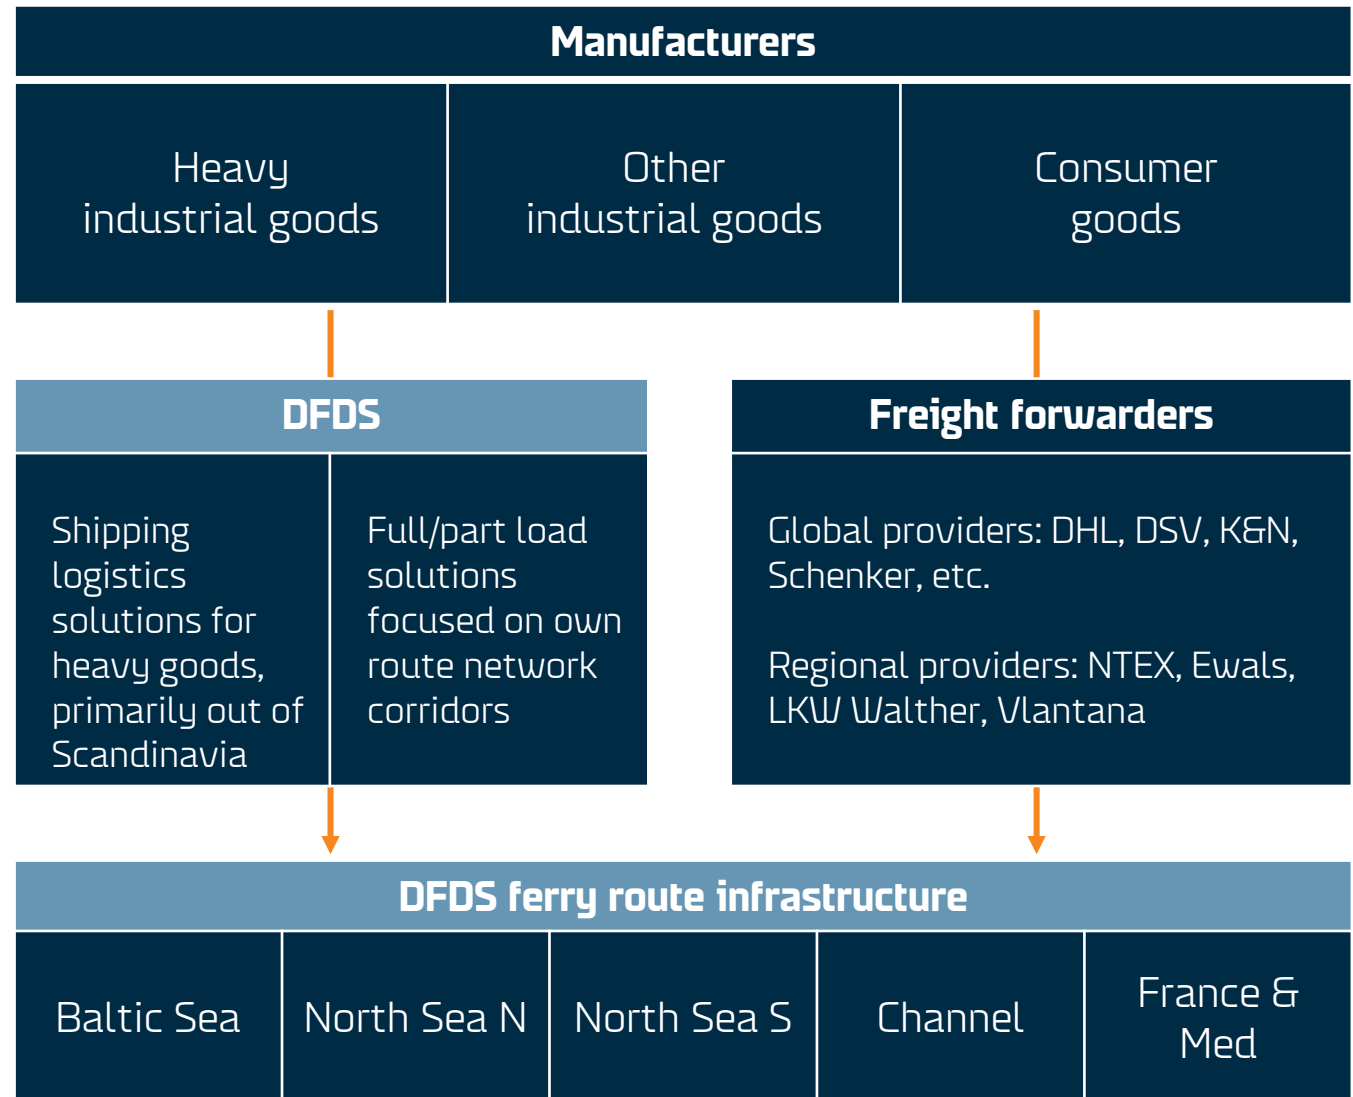 Manufacturers
Heavy
industrial goods
Other
industrial goods
Consumer
goods
DFDS
Shipping
logistics
solutions for
heavy goods,
primarily out of
Scandinavia
Full/part load
solutions
focused on own
route network
corridors
Freight forwarders
Global providers: DHL, DSV, K&N,
Schenker, etc.
Regional providers: NTEX, Ewals,
LKW Walther, Vlantana
DFDS ferry route infrastructure
Baltic Sea
North Sea N
North Sea S
Channel
France &
Med